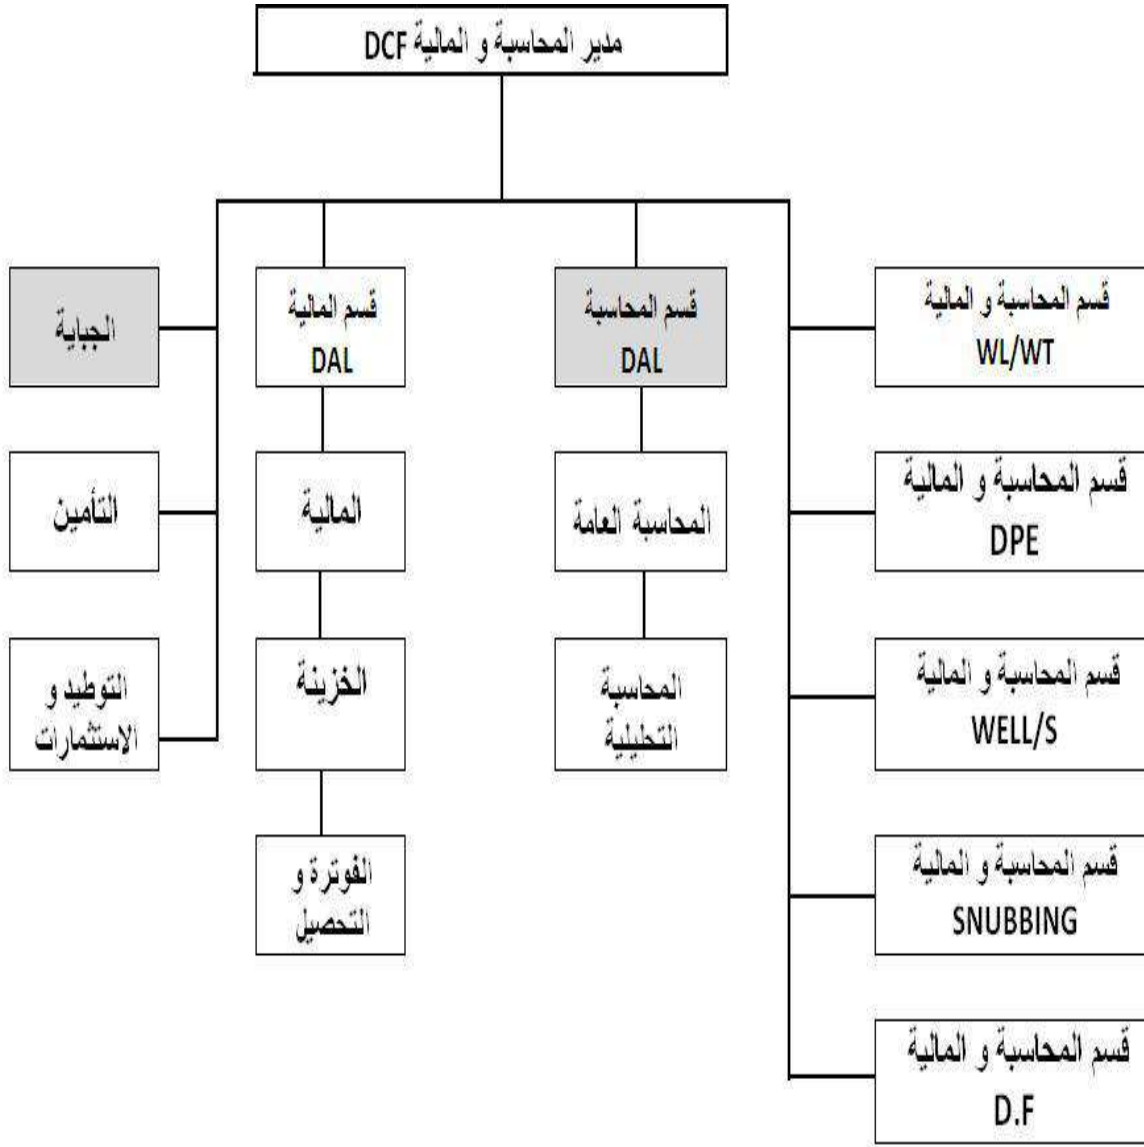 مدير المحاسبة و المالية DCF
قسم المحاسبة و المالية
WL/WT
قسم المحاسبة
DAL
قسم المالية
DAL
الجباية
قسم المحاسبة و المالية
DPE
المحاسبة العامة
المالية
التأمين
قسم المحاسبة و المالية
WELL/S
المحاسبة
التحليلية
الخزينة
التوطيد و
الاستثمارات
قسم المحاسبة و المالية
SNUBBING
الفوترة و
التحصيل
قسم المحاسبة و المالية
D.F